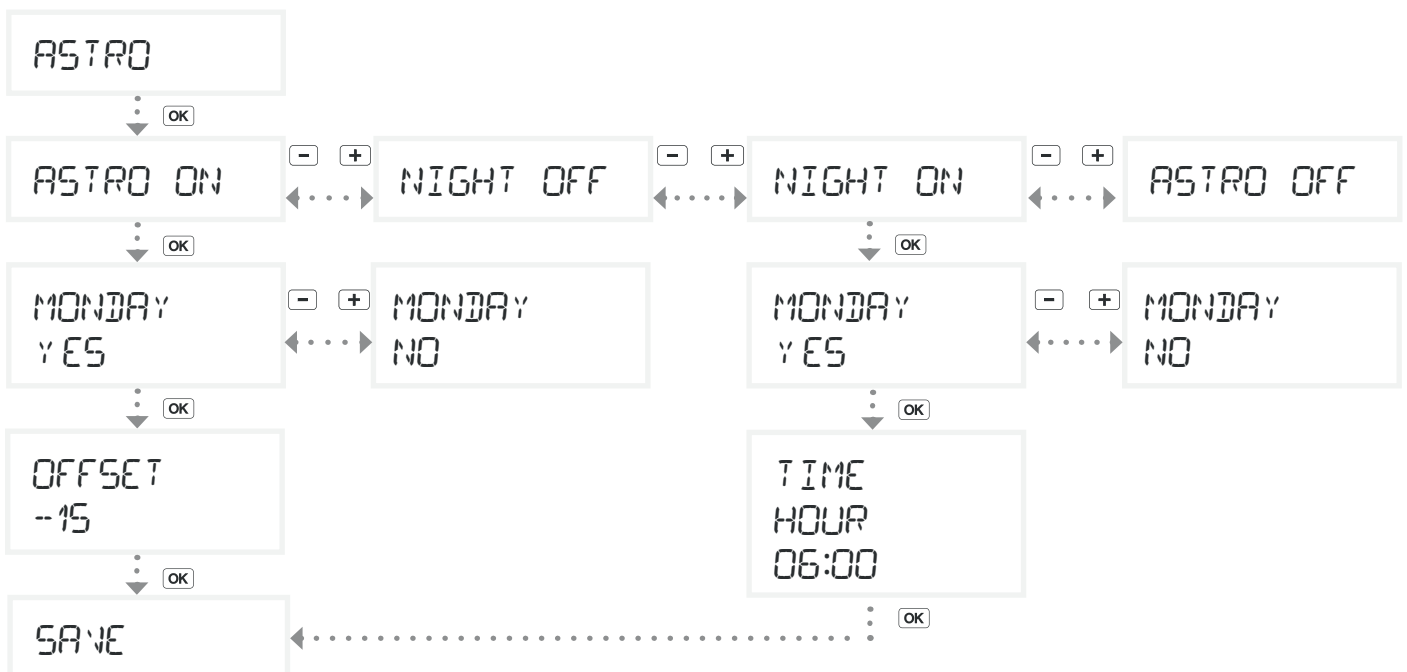 ASTRO
OK
ASTRO ON
- +
NIGHT OFF
- +
NIGHT ON
- +
ASTRO OFF
OK
OK
MONDAY
YES
- +
MONDAY
NO
MONDAY
YES
- +
MONDAY
NO
OK
OK
OFFSET
--15
TIME
HOUR
06:00
OK
OK
SAVE